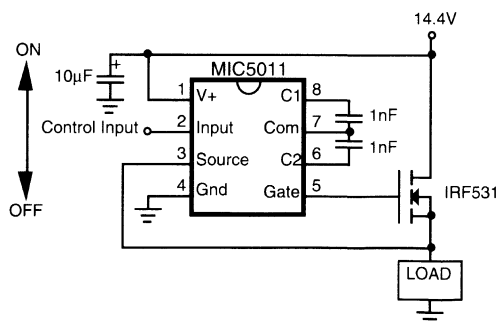 14.4V
ON
+
MIC5011
10µF
1 V+ C1 8
1nF
Control Input 2 Input Com 7
1nF
3 Source C2 6
4 Gnd Gate 5
IRF531
OFF
LOAD